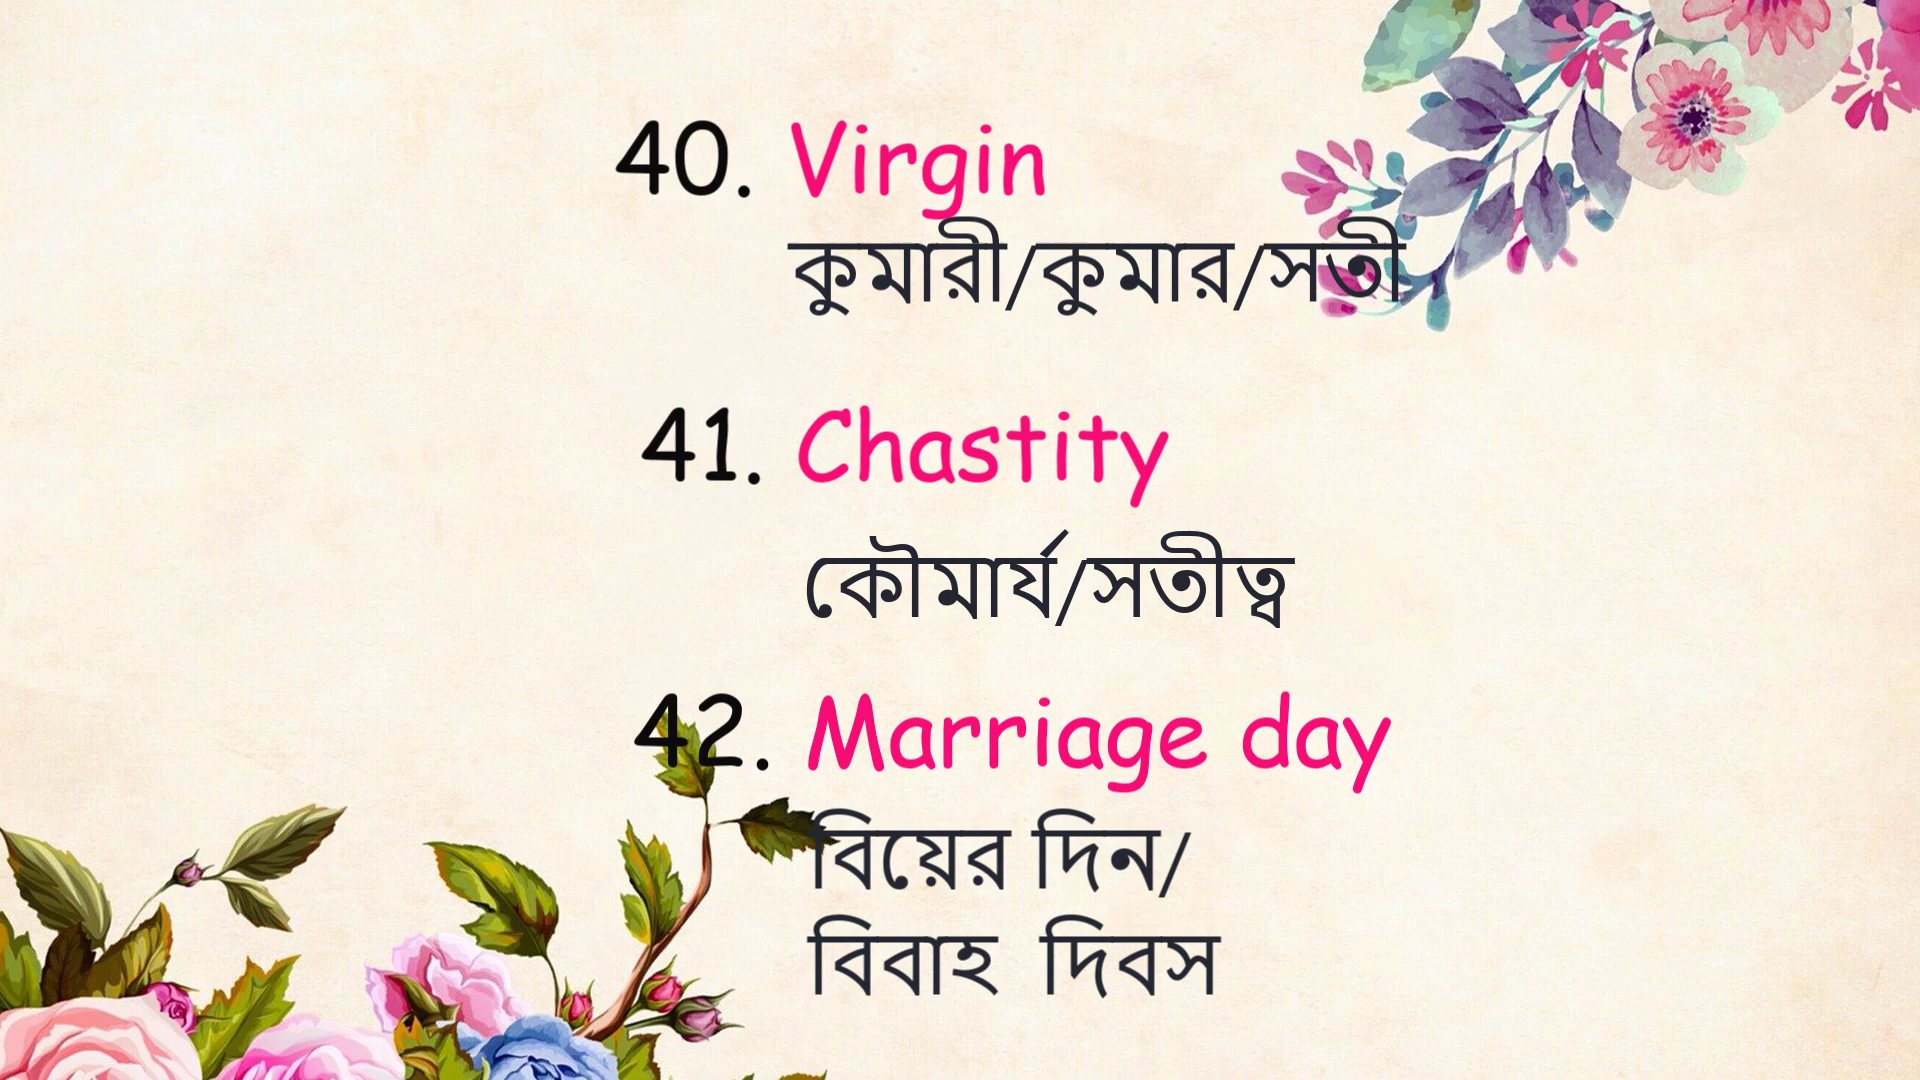 40. Virgin
কুমারী/কুমার/সতী
41. Chastity
কৌমার্য/সতীত্ব
42. Marriage day
বিয়ের দিন/
বিবাহ দিবস